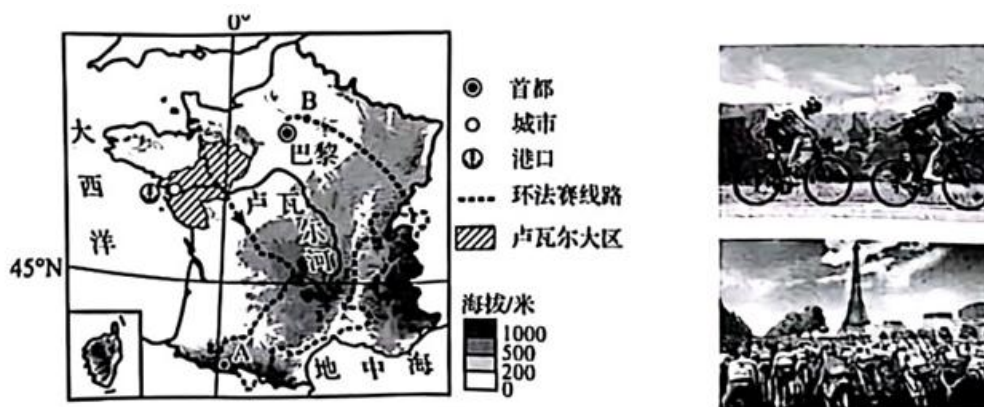 0°
大
西
洋
45°N
B
巴黎
卢瓦
尔
河
A
地中海
首都
城市
港口
环法赛线路
卢瓦尔大区
海拔/米
1000
500
200
0